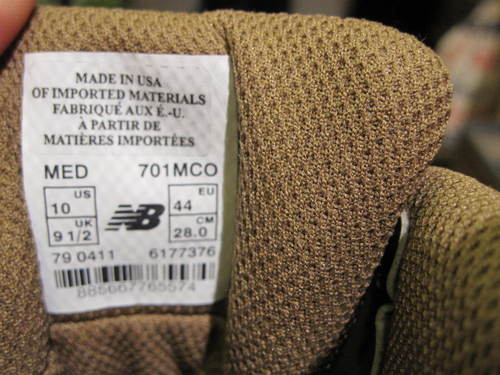 MADE IN USA
OF IMPORTED MATERIALS
FABRIQUÉ AUX É.-U.
À PARTIR DE
MATIÈRES IMPORTÉES
MED 701MCO
US EU
10 44
UK NB CM
9 1/2 28.0
79 0411 6177376
885667765574